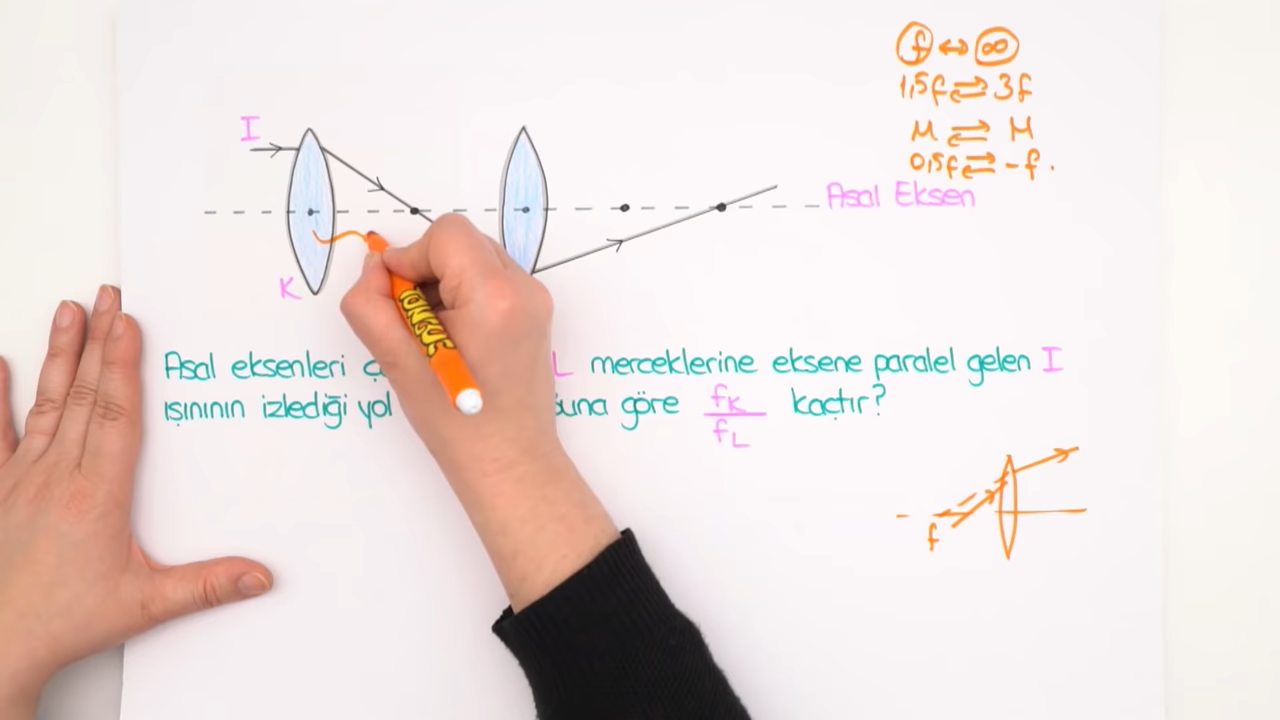 f ↔ ∞
1,5f ⇄ 3f
M ⇄ M
0,5f ⇄ -f.
I
Asal Eksen
K
TONGUE
Asal eksenleri L merceklerine eksene paralel gelen I
ışınının izlediği yol göre fK/fL kaçtır?
f